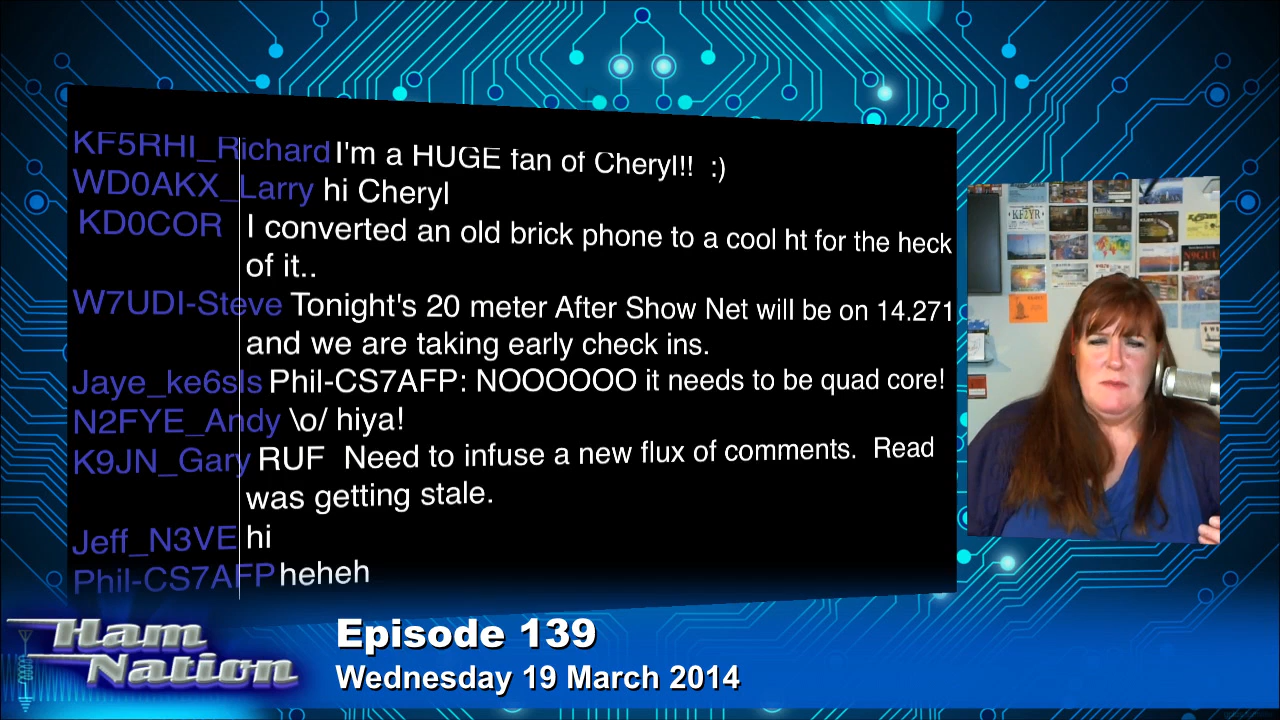 KF5RHI_Richard I'm a HUGE fan of Cheryl!! :)
WD0AKX_Larry hi Cheryl
KD0COR I converted an old brick phone to a cool ht for the heck
of it..
W7UDI-Steve Tonight's 20 meter After Show Net will be on 14.271
and we are taking early check ins.
Jaye_ke6sls Phil-CS7AFP: NOOOOOO it needs to be quad core!
N2FYE_Andy \o/ hiya!
K9JN_Gary RUF Need to infuse a new flux of comments. Read
was getting stale.
Jeff_N3VE hi
Phil-CS7AFP heheh
KF2YR
N9GUU
Ham
Nation
Episode 139
Wednesday 19 March 2014